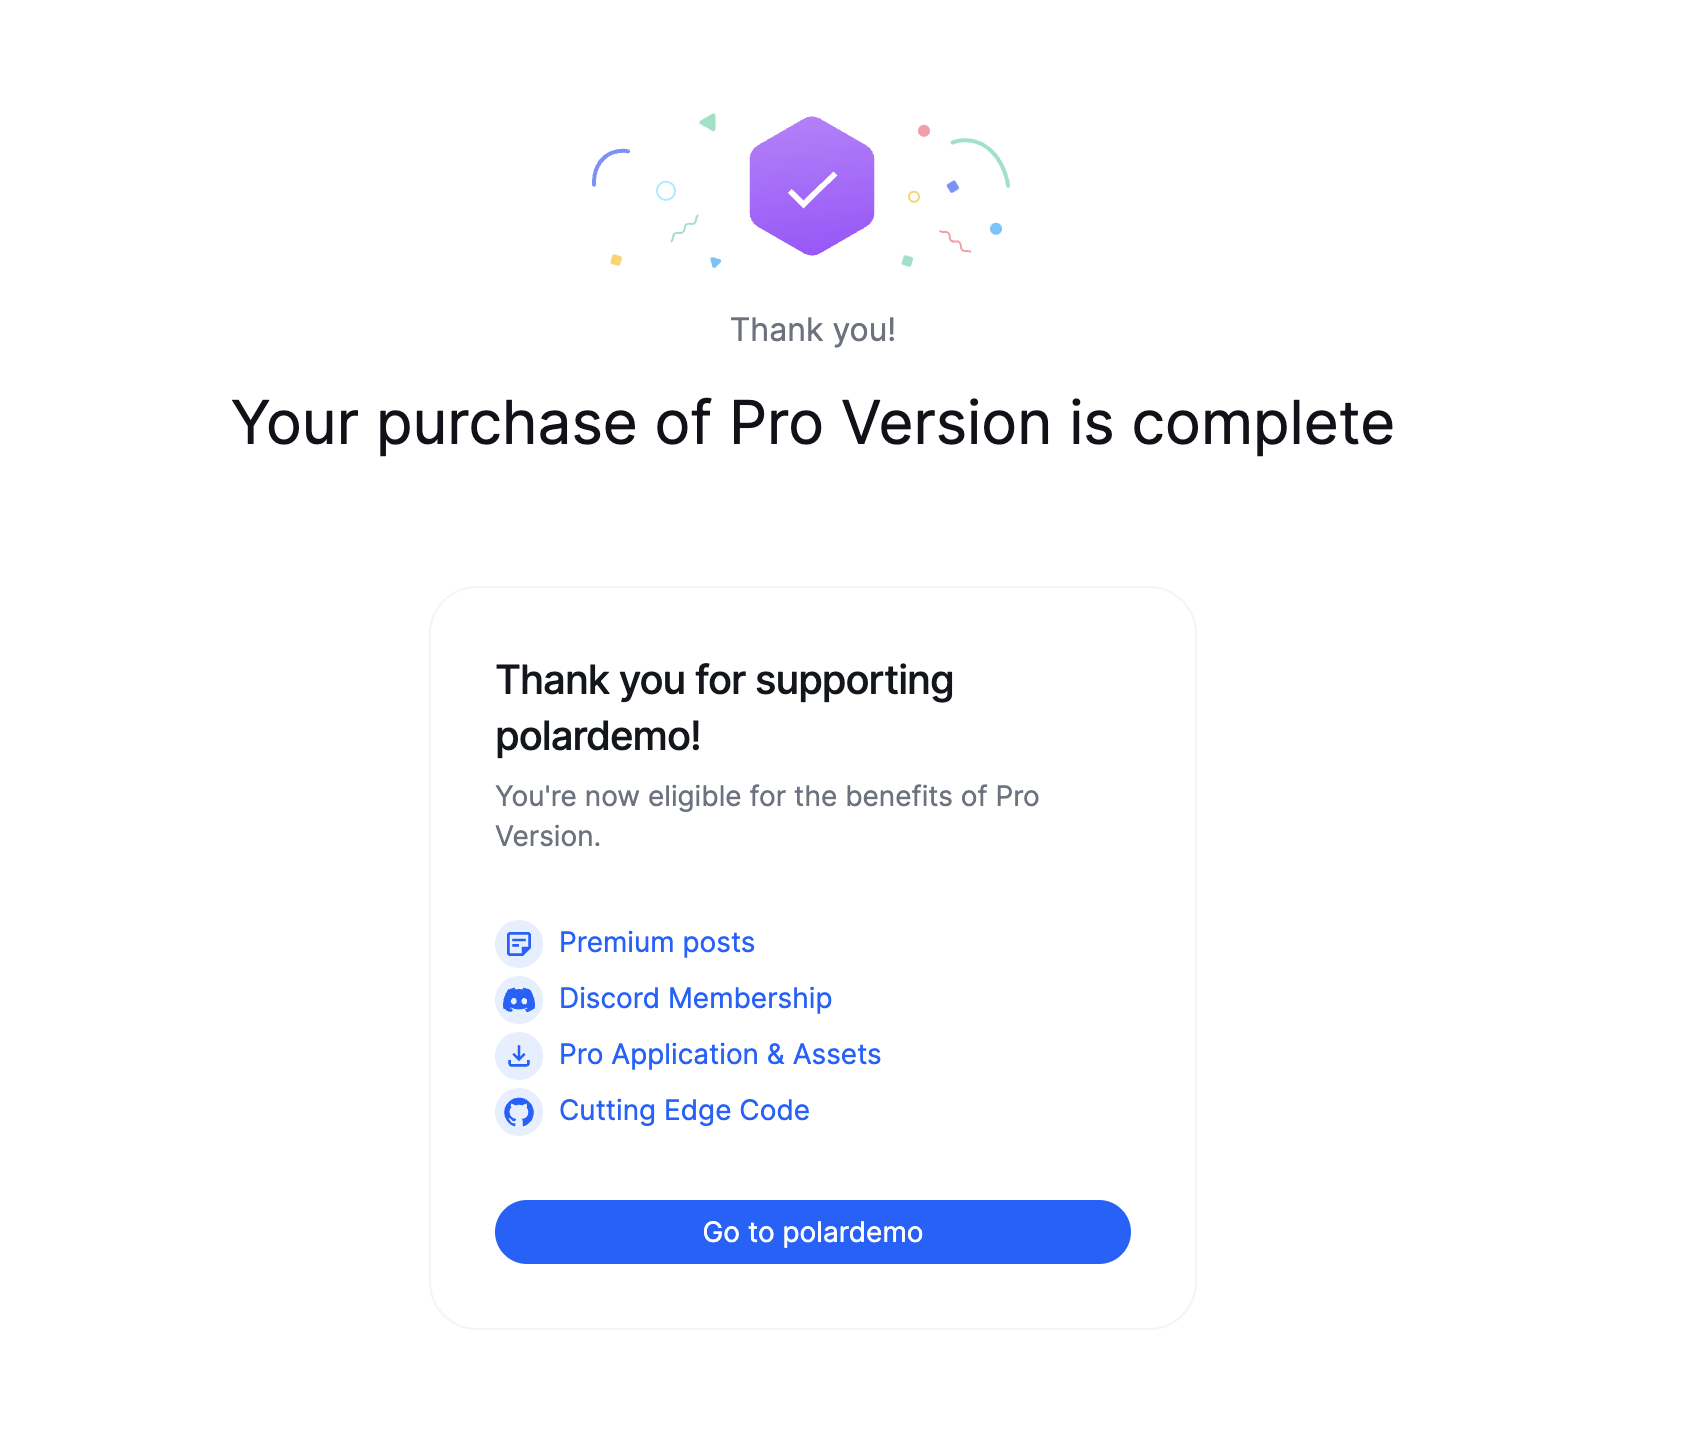 Thank you!
Your purchase of Pro Version is complete
Thank you for supporting
polardemo!
You're now eligible for the benefits of Pro
Version.
Premium posts
Discord Membership
Pro Application & Assets
Cutting Edge Code
Go to polardemo